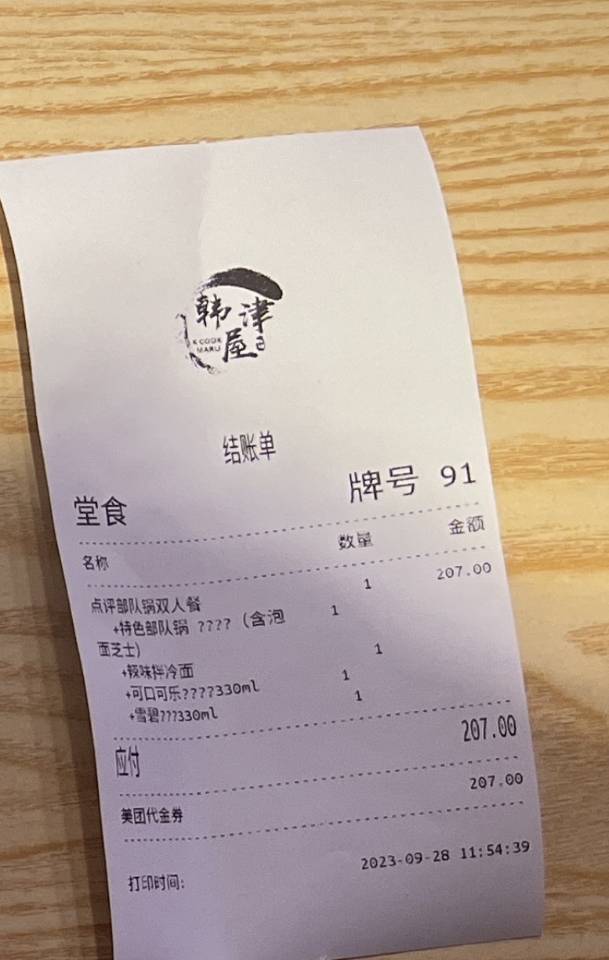 韩津
屋
K COOK
MARU
结账单
堂食 牌号 91
名称 数量 金额
点评部队锅双人餐 1 207.00
+特色部队锅 ???? (含泡 1
面芝士)
+辣味拌冷面 1
+可口可乐????330ml 1
+雪碧???330ml 1
应付 207.00
美团代金券 207.00
打印时间: 2023-09-28 11:54:39